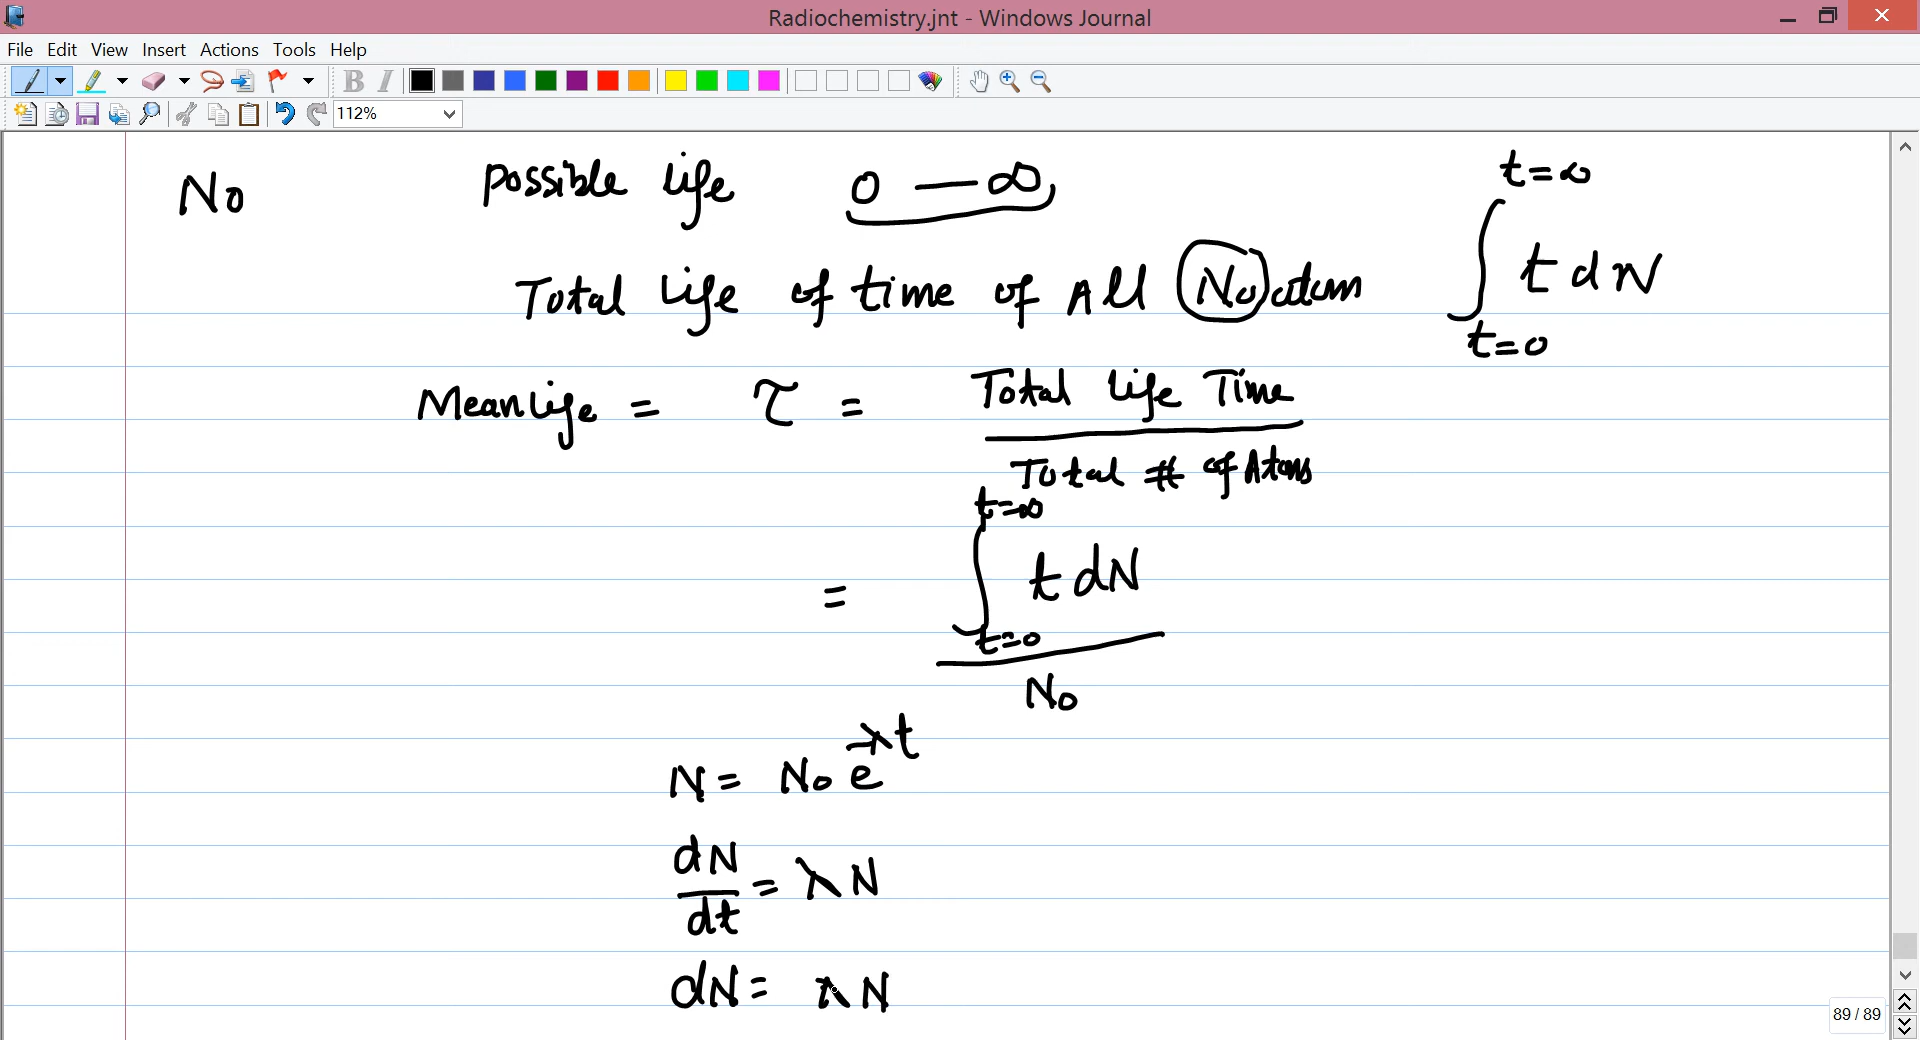 Radiochemistry.jnt - Windows Journal
File Edit View Insert Actions Tools Help
B I
112%
No Possible life 0 — ∞
t=∞
∫ t dN
t=0
Total life of time of All No atom
Mean life = τ = Total life Time
Total # of Atoms
t=∞
= ∫ t dN
t=0
No
N = No e^-λt
dN
dt
= λN
dN = λN
89 / 89